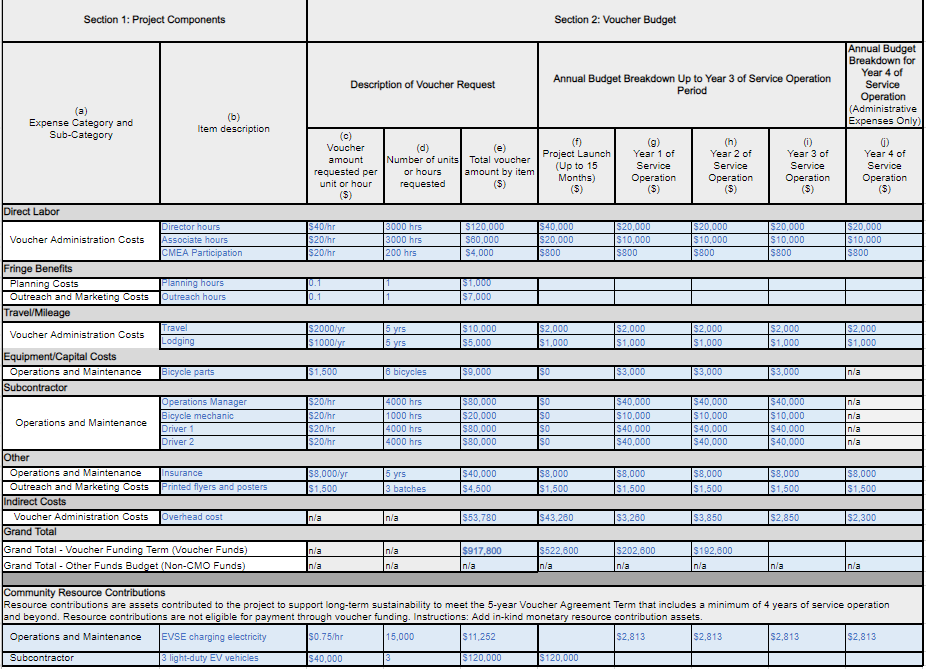 Section 1: Project Components
Section 2: Voucher Budget
(a)
Expense Category and
Sub-Category
(b)
Item description
Description of Voucher Request
Annual Budget Breakdown Up to Year 3 of Service Operation
Period
Annual Budget
Breakdown for
Year 4 of
Service
Operation
(Administrative
Expenses Only)
(c)
Voucher
amount
requested per
unit or hour
($)
(d)
Number of units
or hours
requested
(e)
Total voucher
amount by item
($)
(f)
Project Launch
(Up to 15
Months)
($)
(g)
Year 1 of
Service
Operation
($)
(h)
Year 2 of
Service
Operation
($)
(i)
Year 3 of
Service
Operation
($)
(j)
Year 4 of
Service
Operation
($)
Direct Labor
Voucher Administration Costs
Director hours $40/hr 3000 hrs $120,000 $40,000 $20,000 $20,000 $20,000 $20,000
Associate hours $20/hr 3000 hrs $60,000 $20,000 $10,000 $10,000 $10,000 $10,000
CMEA Participation $20/hr 200 hrs $4,000 $800 $800 $800 $800 $800
Fringe Benefits
Planning Costs Planning hours 0.1 1 $1,000
Outreach and Marketing Costs Outreach hours 0.1 1 $7,000
Travel/Mileage
Voucher Administration Costs
Travel $2000/yr 5 yrs $10,000 $2,000 $2,000 $2,000 $2,000 $2,000
Lodging $1000/yr 5 yrs $5,000 $1,000 $1,000 $1,000 $1,000 $1,000
Equipment/Capital Costs
Operations and Maintenance Bicycle parts $1,500 6 bicycles $9,000 $0 $3,000 $3,000 $3,000 n/a
Subcontractor
Operations and Maintenance
Operations Manager $20/hr 4000 hrs $80,000 $0 $40,000 $40,000 $40,000 n/a
Bicycle mechanic $20/hr 1000 hrs $20,000 $0 $10,000 $10,000 $10,000 n/a
Driver 1 $20/hr 4000 hrs $80,000 $0 $40,000 $40,000 $40,000 n/a
Driver 2 $20/hr 4000 hrs $80,000 $0 $40,000 $40,000 $40,000 n/a
Other
Operations and Maintenance Insurance $8,000/yr 5 yrs $40,000 $8,000 $8,000 $8,000 $8,000 $8,000
Outreach and Marketing Costs Printed flyers and posters $1,500 3 batches $4,500 $1,500 $1,500 $1,500 $1,500 $1,500
Indirect Costs
Voucher Administration Costs Overhead cost n/a n/a $53,780 $43,260 $3,260 $3,850 $2,850 $2,300
Grand Total
Grand Total - Voucher Funding Term (Voucher Funds) n/a n/a $917,800 $522,600 $202,600 $192,600
Grand Total - Other Funds Budget (Non-CMO Funds) n/a n/a n/a n/a n/a n/a n/a n/a
Community Resource Contributions
Resource contributions are assets contributed to the project to support long-term sustainability to meet the 5-year Voucher Agreement Term that includes a minimum of 4 years of service operation
and beyond. Resource contributions are not eligible for payment through voucher funding. Instructions: Add in-kind monetary resource contribution assets.
Operations and Maintenance EVSE charging electricity $0.75/hr 15,000 $11,252 $2,813 $2,813 $2,813 $2,813
Subcontractor 3 light-duty EV vehicles $40,000 3 $120,000 $120,000